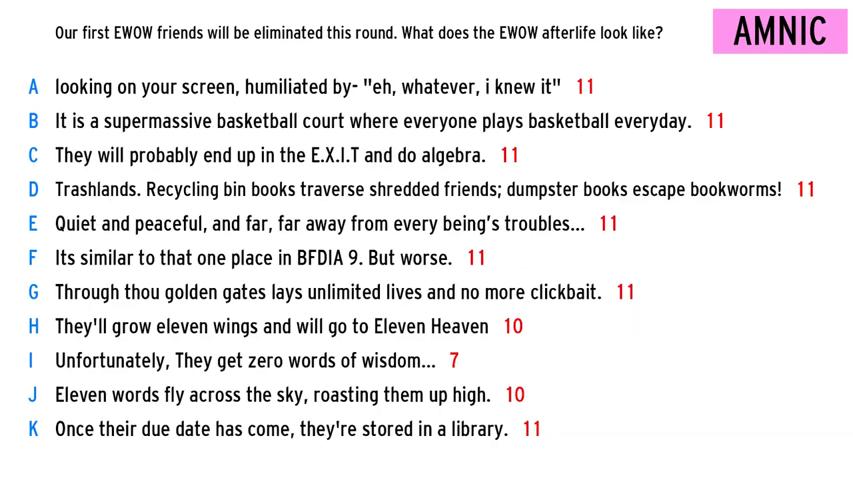 Our first EWOW friends will be eliminated this round. What does the EWOW afterlife look like?
AMNIC
A looking on your screen, humiliated by- "eh, whatever, i knew it" 11
B It is a supermassive basketball court where everyone plays basketball everyday. 11
C They will probably end up in the E.X.I.T and do algebra. 11
D Trashlands. Recycling bin books traverse shredded friends; dumpster books escape bookworms! 11
E Quiet and peaceful, and far, far away from every being's troubles... 11
F Its similar to that one place in BFDIA 9. But worse. 11
G Through thou golden gates lays unlimited lives and no more clickbait. 11
H They'll grow eleven wings and will go to Eleven Heaven 10
I Unfortunately, They get zero words of wisdom... 7
J Eleven words fly across the sky, roasting them up high. 10
K Once their due date has come, they're stored in a library. 11